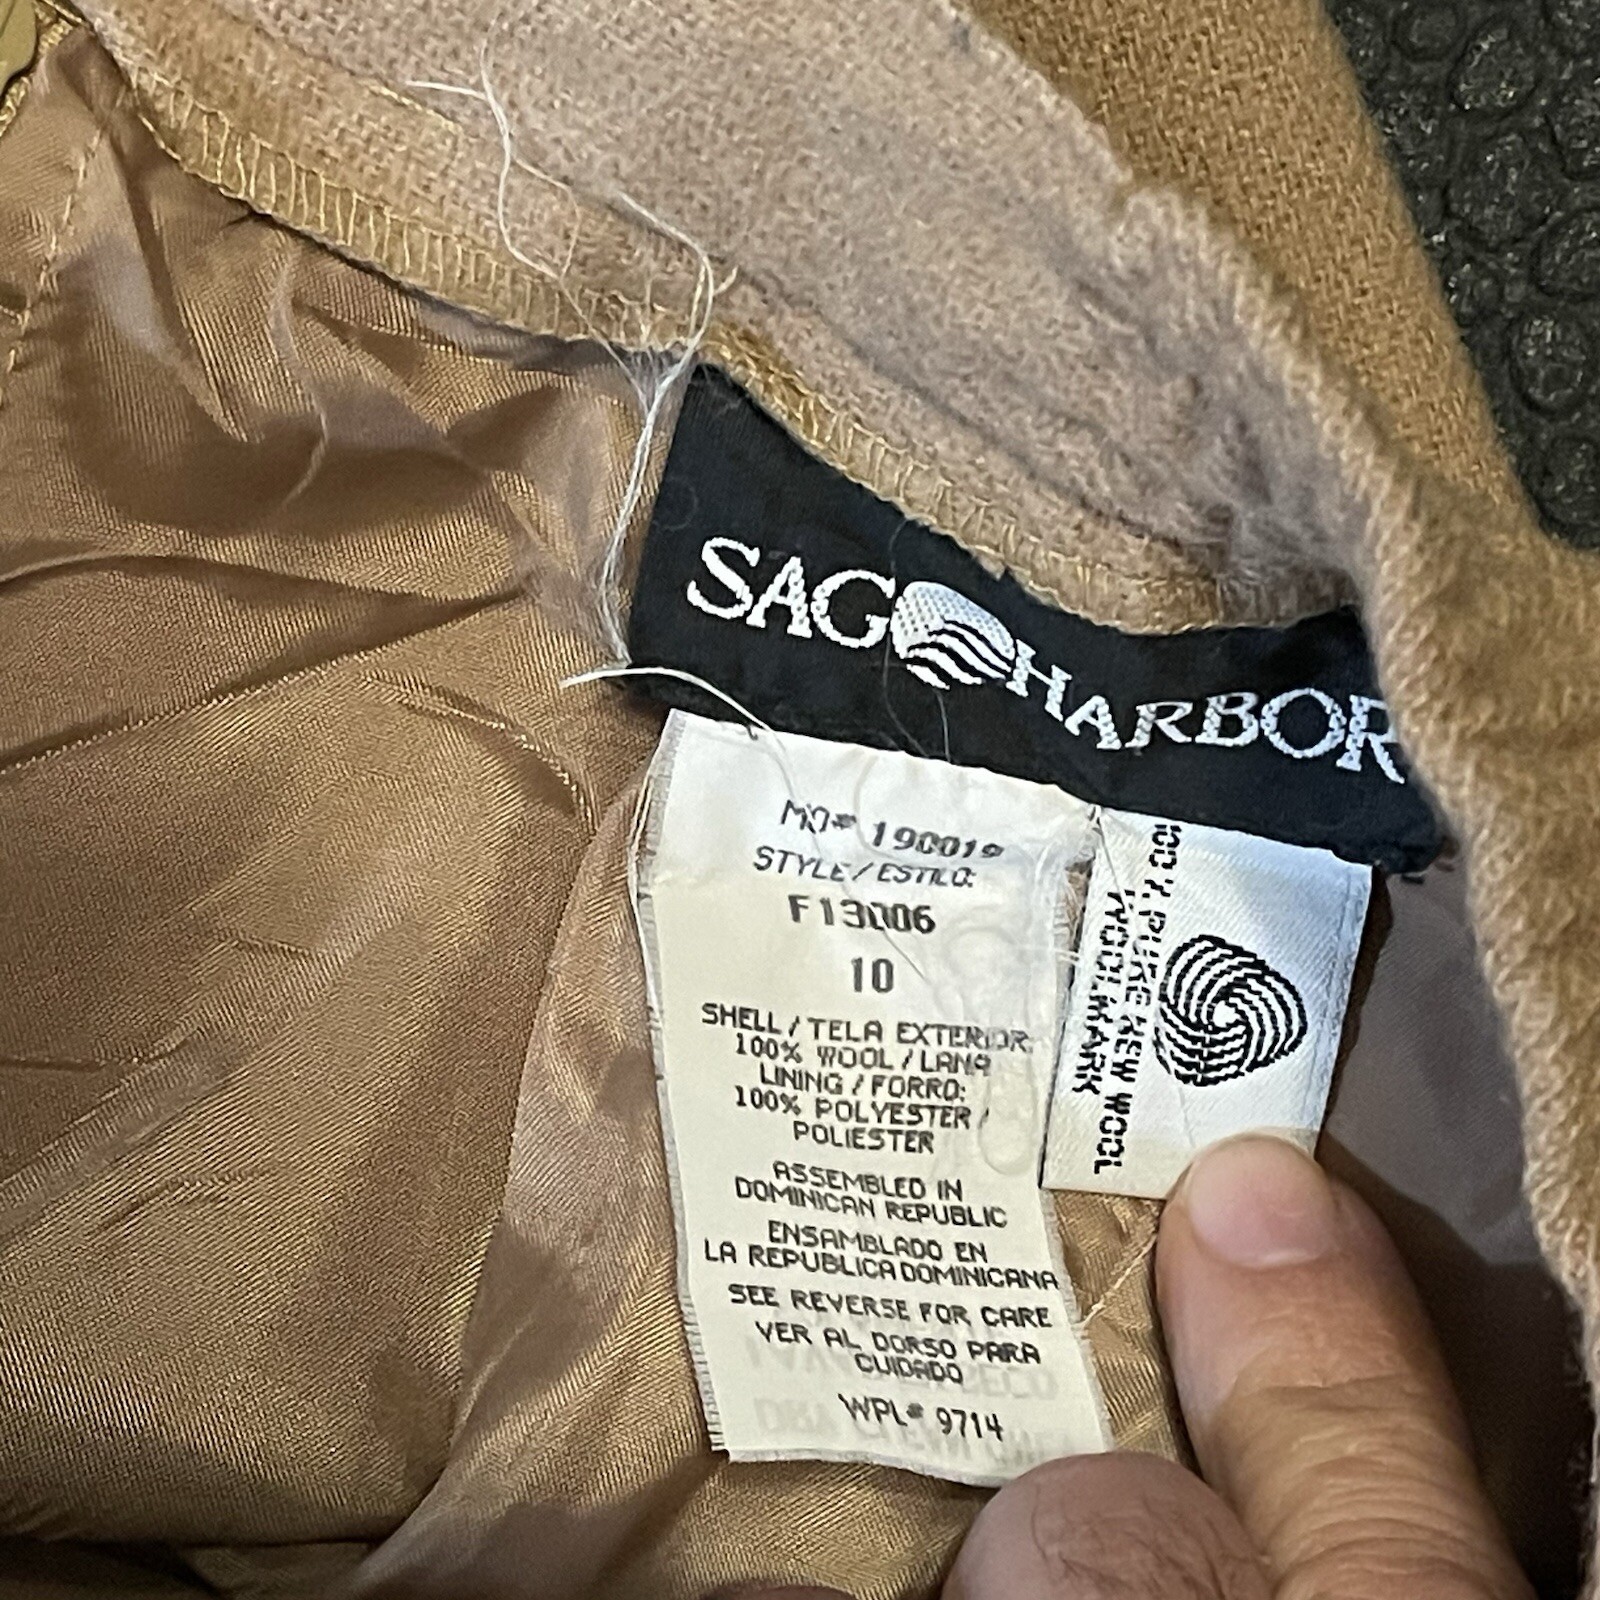 SAG HARBOR
MO# 190019
STYLE / ESTILO:
F13006
10
SHELL / TELA EXTERIOR:
100% WOOL / LANA
LINING / FORRO:
100% POLYESTER /
POLIESTER
ASSEMBLED IN
DOMINICAN REPUBLIC
ENSAMBLADO EN
LA REPUBLICA DOMINICANA
SEE REVERSE FOR CARE
VER AL DORSO PARA
CUIDADO
WPL# 9714
100% PURE NEW WOOL
WOOLMARK